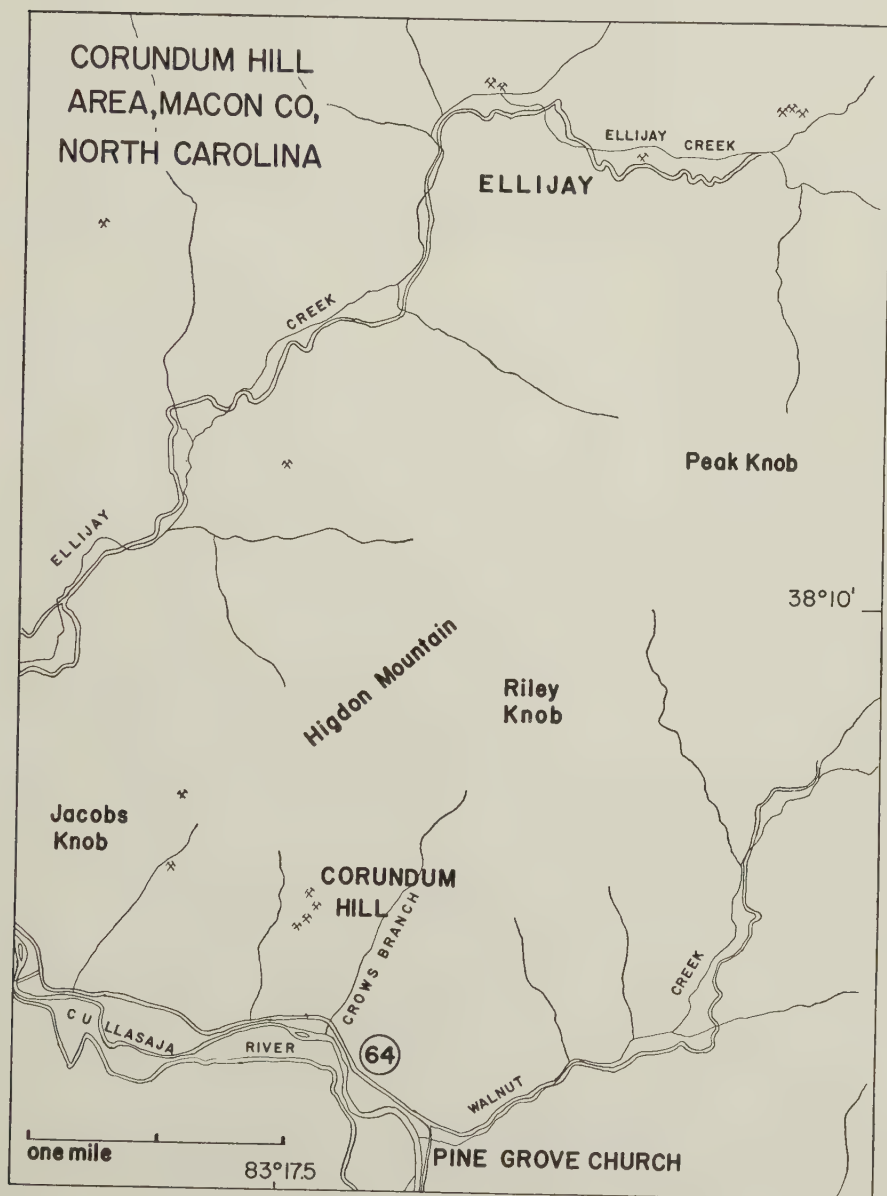 CORUNDUM HILL
AREA, MACON CO,
NORTH CAROLINA
ELLIJAY CREEK
ELLIJAY
CREEK
Peak Knob
ELLIJAY
38°10'
Higdon Mountain
Riley
Knob
Jacobs
Knob
CORUNDUM
HILL
CROWS BRANCH
CREEK
CULLASAJA
RIVER
64
WALNUT
one mile
PINE GROVE CHURCH
83°17.5